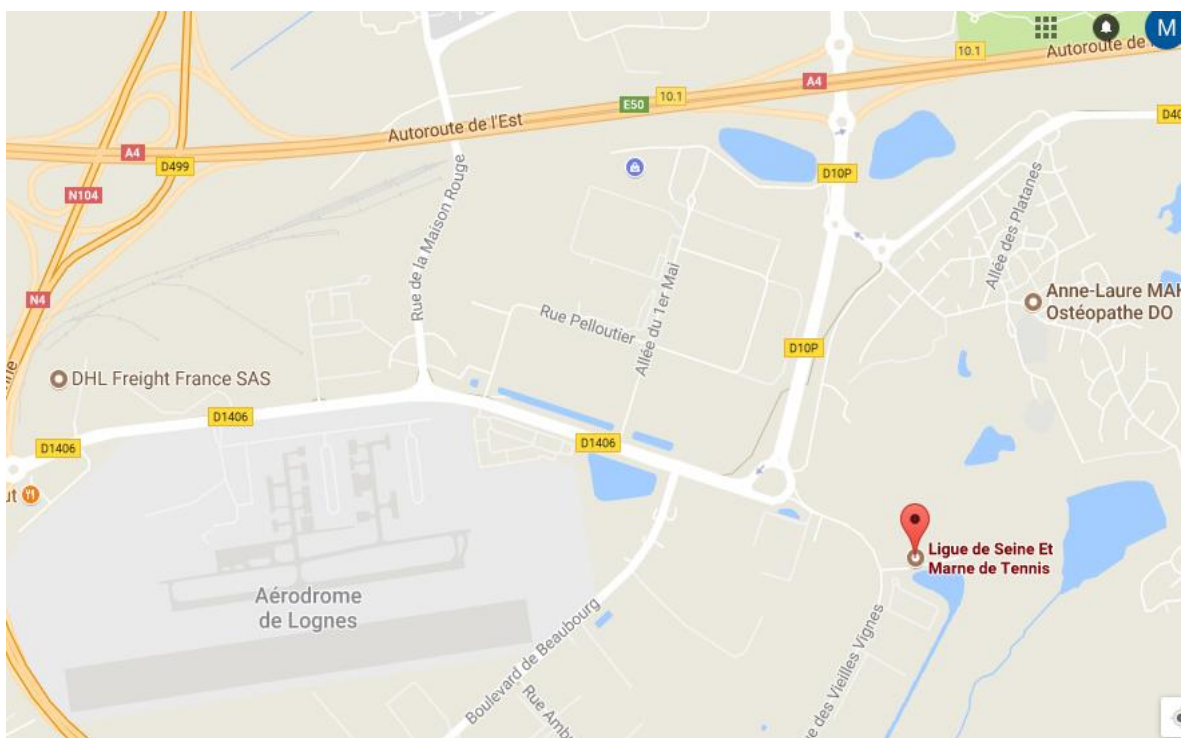 M
10.1
Autoroute de l'
A4
10.1
E50
Autoroute de l'Est
A4
D499
N104
D40
D10P
Rue de la Maison Rouge
Allée des Platanes
N4
Anne-Laure MAK
Ostéopathe DO
Rue Pelloutier
Allée du 1er Mai
D10P
DHL Freight France SAS
D1406
D1406
D1406
ut
Ligue de Seine Et
Marne de Tennis
Aérodrome
de Lognes
Boulevard de Beaubourg
Rue Amb
e des Vieilles Vignes